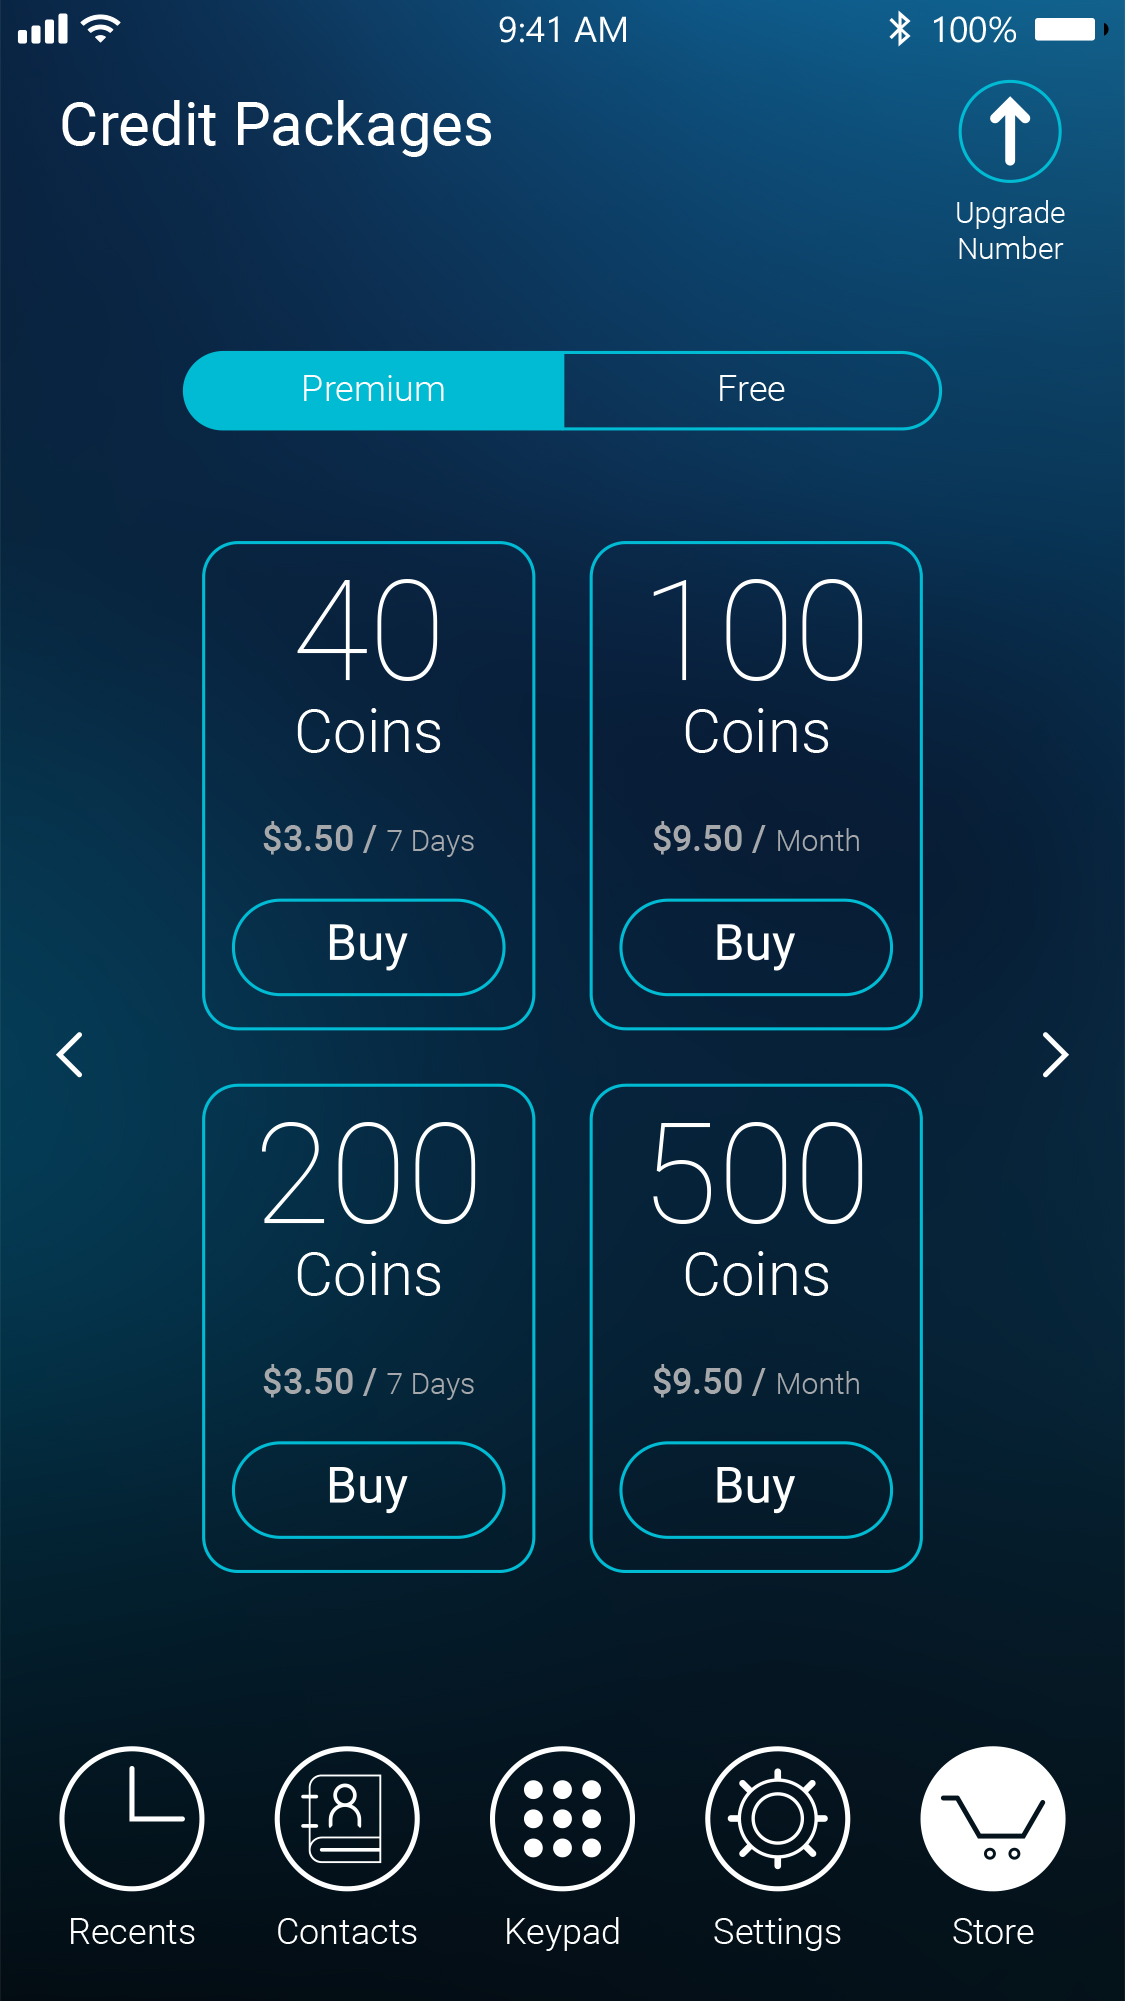 9:41 AM
100%
Credit Packages
Upgrade
Number
Premium
Free
40
Coins
$3.50 / 7 Days
Buy
100
Coins
$9.50 / Month
Buy
200
Coins
$3.50 / 7 Days
Buy
500
Coins
$9.50 / Month
Buy
Recents
Contacts
Keypad
Settings
Store